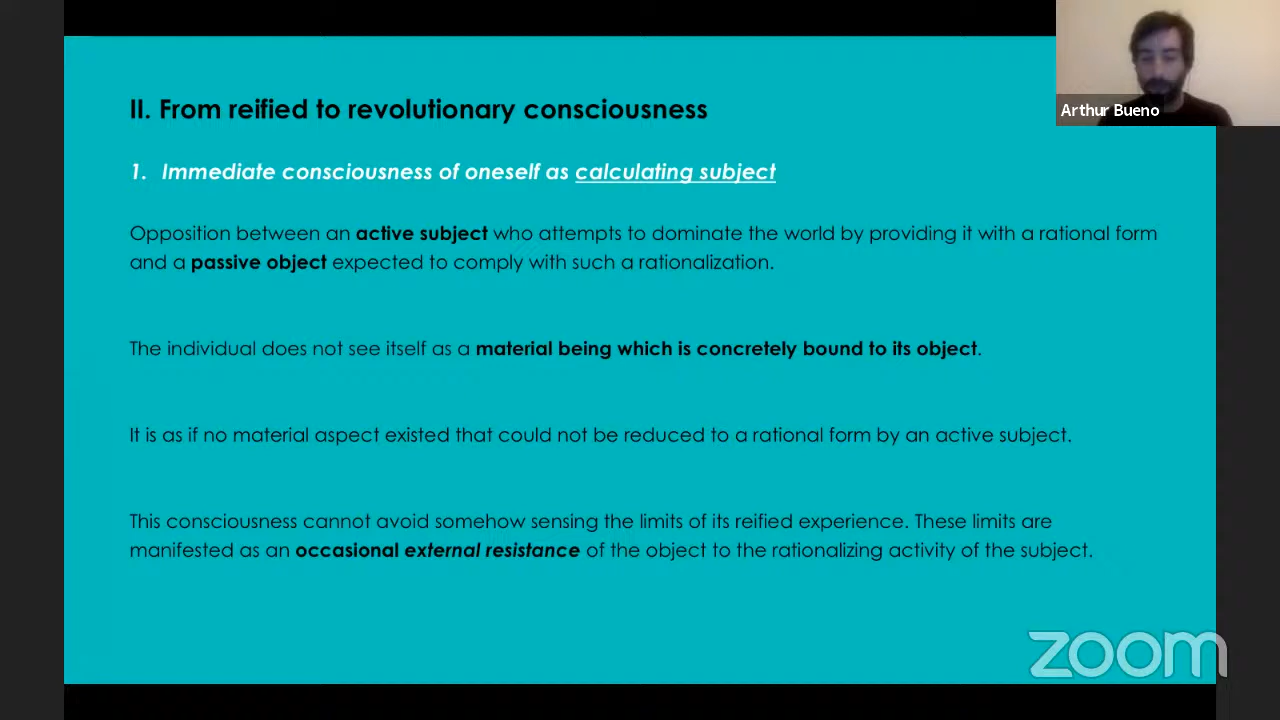 II. From reified to revolutionary consciousness
Arthur Bueno
1. Immediate consciousness of oneself as calculating subject
Opposition between an active subject who attempts to dominate the world by providing it with a rational form
and a passive object expected to comply with such a rationalization.
The individual does not see itself as a material being which is concretely bound to its object.
It is as if no material aspect existed that could not be reduced to a rational form by an active subject.
This consciousness cannot avoid somehow sensing the limits of its reified experience. These limits are
manifested as an occasional external resistance of the object to the rationalizing activity of the subject.
zoom